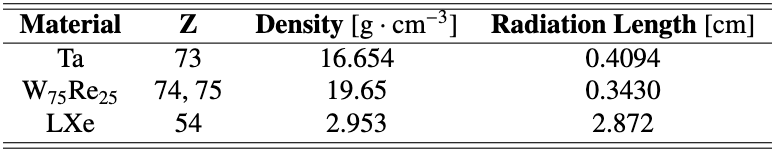 Material Z Density [g · cm⁻³] Radiation Length [cm]
Ta 73 16.654 0.4094
W₇₅Re₂₅ 74, 75 19.65 0.3430
LXe 54 2.953 2.872